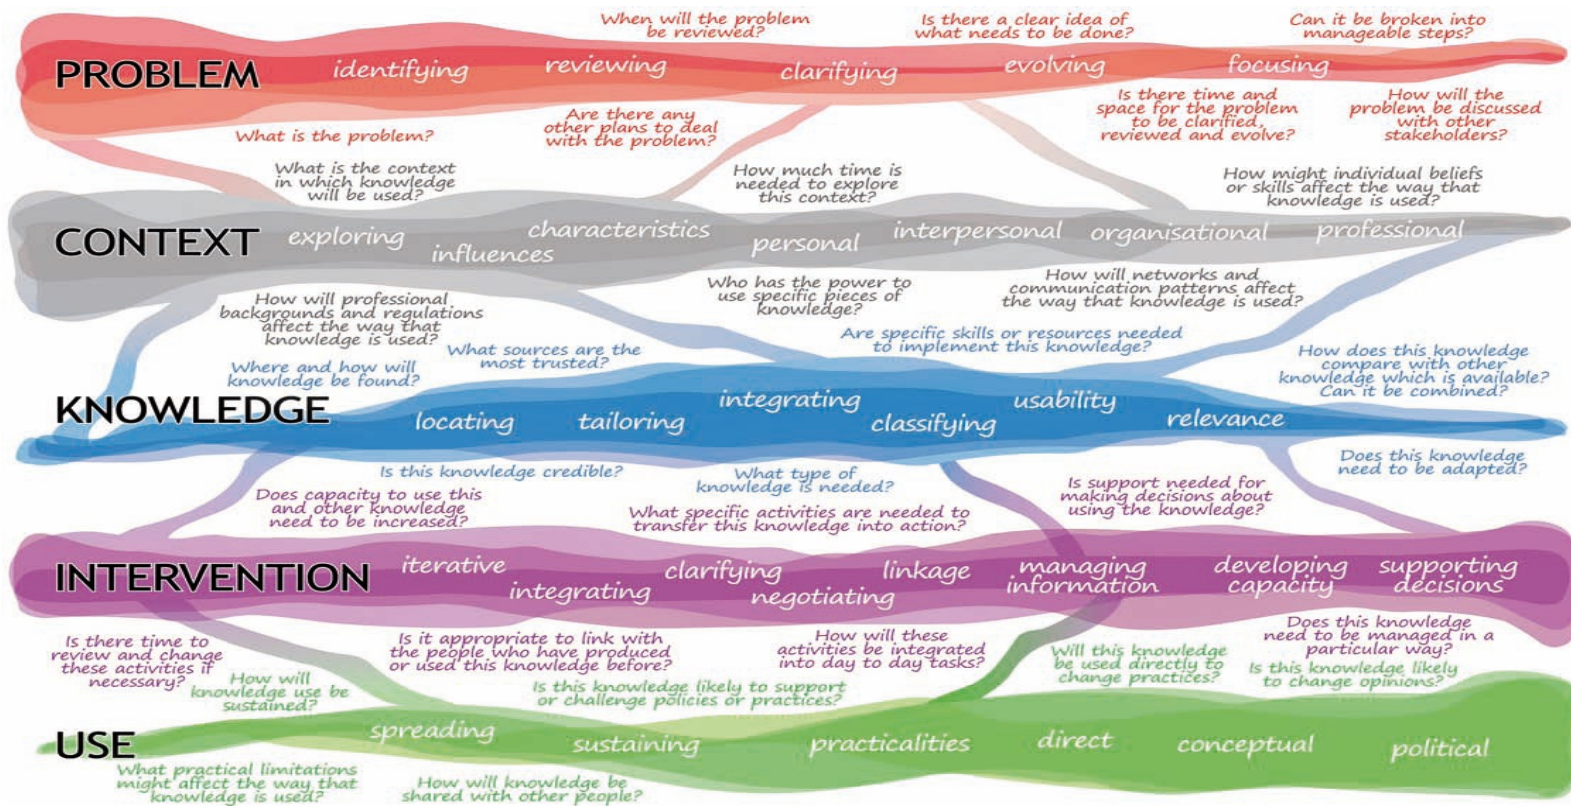 When will the problem
be reviewed?
Is there a clear idea of
what needs to be done?
Can it be broken into
manageable steps?
PROBLEM
identifying
reviewing
clarifying
evolving
focusing
What is the problem?
Are there any
other plans to deal
with the problem?
Is there time and
space for the problem
to be clarified,
reviewed and evolve?
How will the
problem be discussed
with other
stakeholders?
What is the context
in which knowledge
will be used?
How much time is
needed to explore
this context?
How might individual beliefs
or skills affect the way that
knowledge is used?
CONTEXT
exploring
influences
characteristics
personal
interpersonal
organisational
professional
How will professional
backgrounds and regulations
affect the way that
knowledge is used?
Who has the power to
use specific pieces of
knowledge?
How will networks and
communication patterns affect
the way that knowledge is used?
Where and how will
knowledge be found?
What sources are the
most trusted?
Are specific skills or resources needed
to implement this knowledge?
How does this knowledge
compare with other
knowledge which is available?
Can it be combined?
KNOWLEDGE
locating
tailoring
integrating
classifying
usability
relevance
Is this knowledge credible?
What type of
knowledge is needed?
Does this knowledge
need to be adapted?
Does capacity to use this
and other knowledge
need to be increased?
What specific activities are needed to
transfer this knowledge into action?
Is support needed for
making decisions about
using the knowledge?
INTERVENTION
iterative
integrating
clarifying
negotiating
linkage
managing
information
developing
capacity
supporting
decisions
Is there time to
review and change
these activities if
necessary?
Is it appropriate to link with
the people who have produced
or used this knowledge before?
How will these
activities be integrated
into day to day tasks?
Does this knowledge
need to be managed in a
particular way?
How will
knowledge use be
sustained?
Is this knowledge likely to support
or challenge policies or practices?
Will this knowledge
be used directly to
change practices?
Is this knowledge likely
to change opinions?
USE
spreading
sustaining
practicalities
direct
conceptual
political
What practical limitations
might affect the way that
knowledge is used?
How will knowledge be
shared with other people?